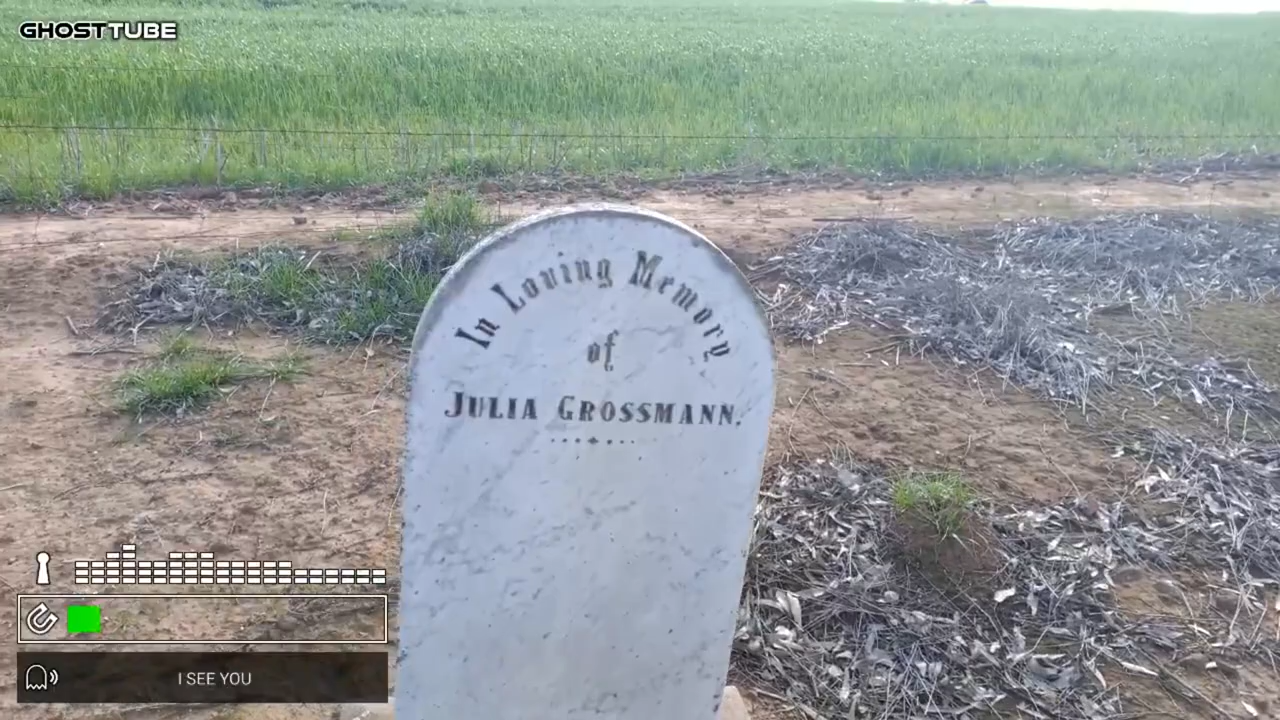 GHOSTTUBE
In Loving Memory
of
JULIA GROSSMANN.
I SEE YOU